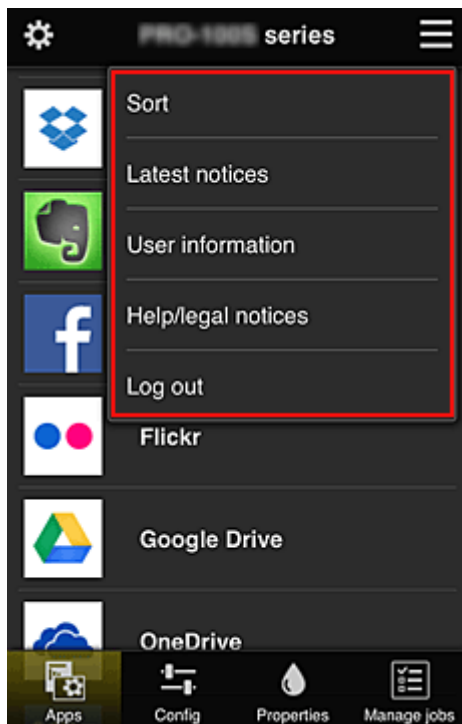 series
Sort
Latest notices
User information
Help/legal notices
Log out
Flickr
Google Drive
OneDrive
Apps Config Properties Manage jobs